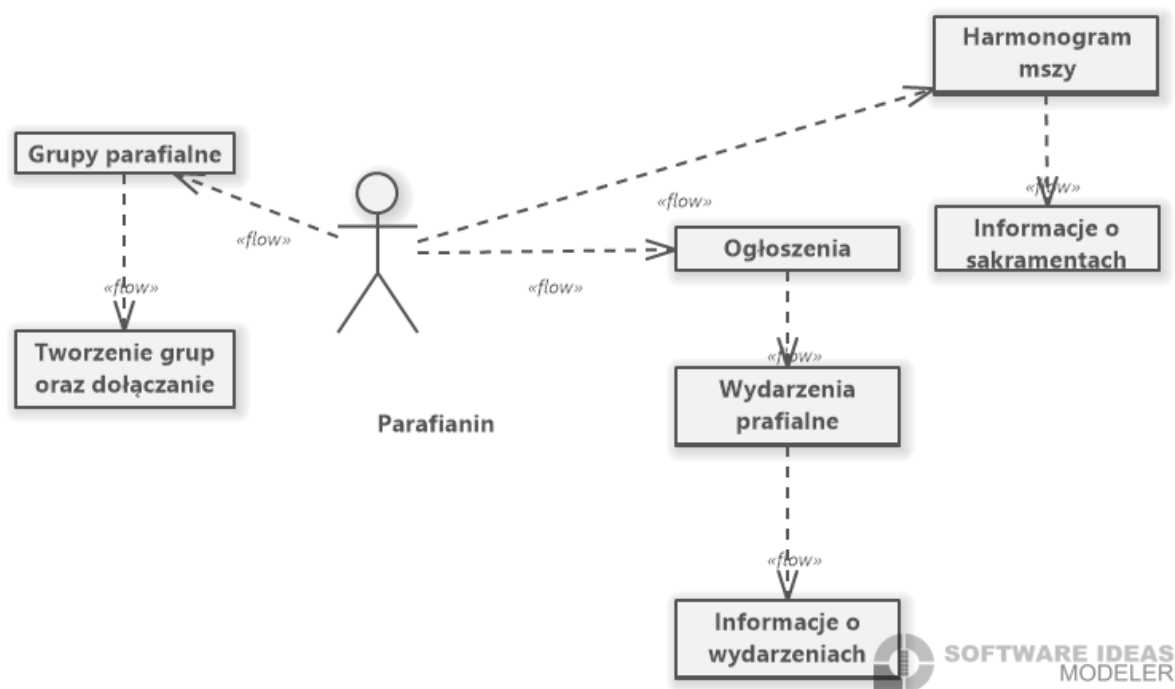 Harmonogram
mszy
Grupy parafialne
«flow»
«flow»
«flow»
Informacje o
sakramentach
Ogłoszenia
«flow»
«flow»
Tworzenie grup
oraz dołączanie
«flow»
Wydarzenia
prafialne
Parafianin
«flow»
Informacje o
wydarzeniach
SOFTWARE IDEAS
MODELER